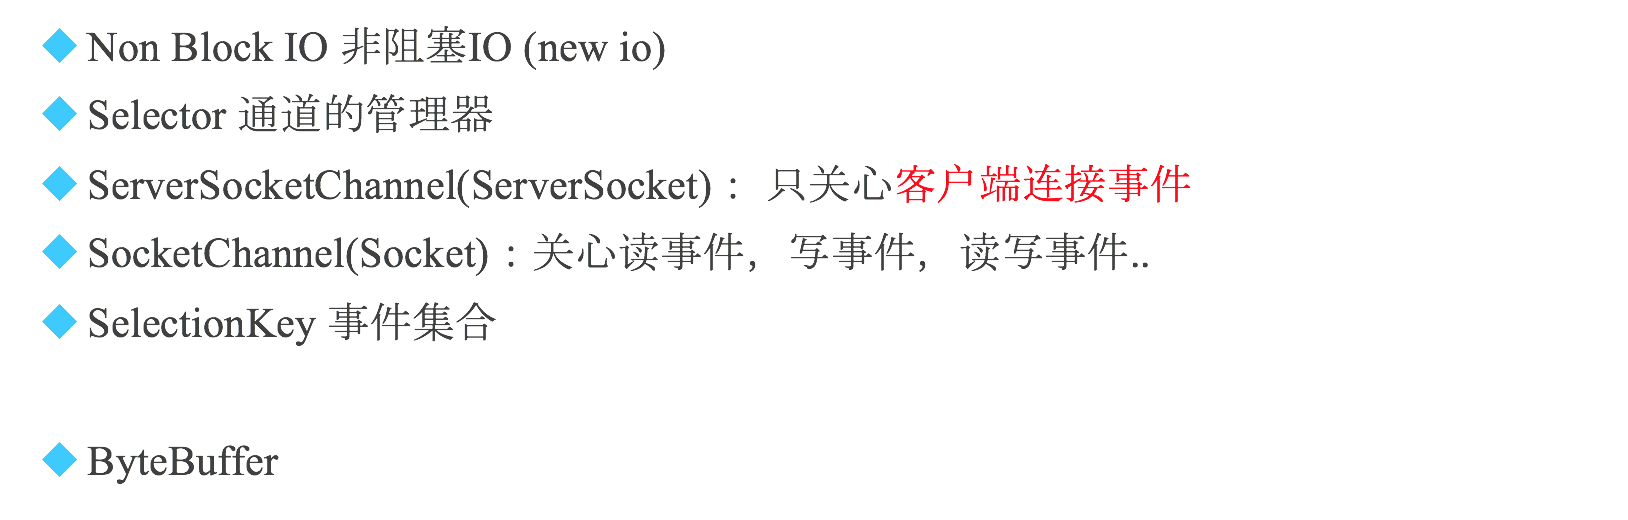 Non Block IO 非阻塞IO (new io)
Selector 通道的管理器
ServerSocketChannel(ServerSocket)： 只关心客户端连接事件
SocketChannel(Socket)：关心读事件，写事件，读写事件..
SelectionKey 事件集合
ByteBuffer